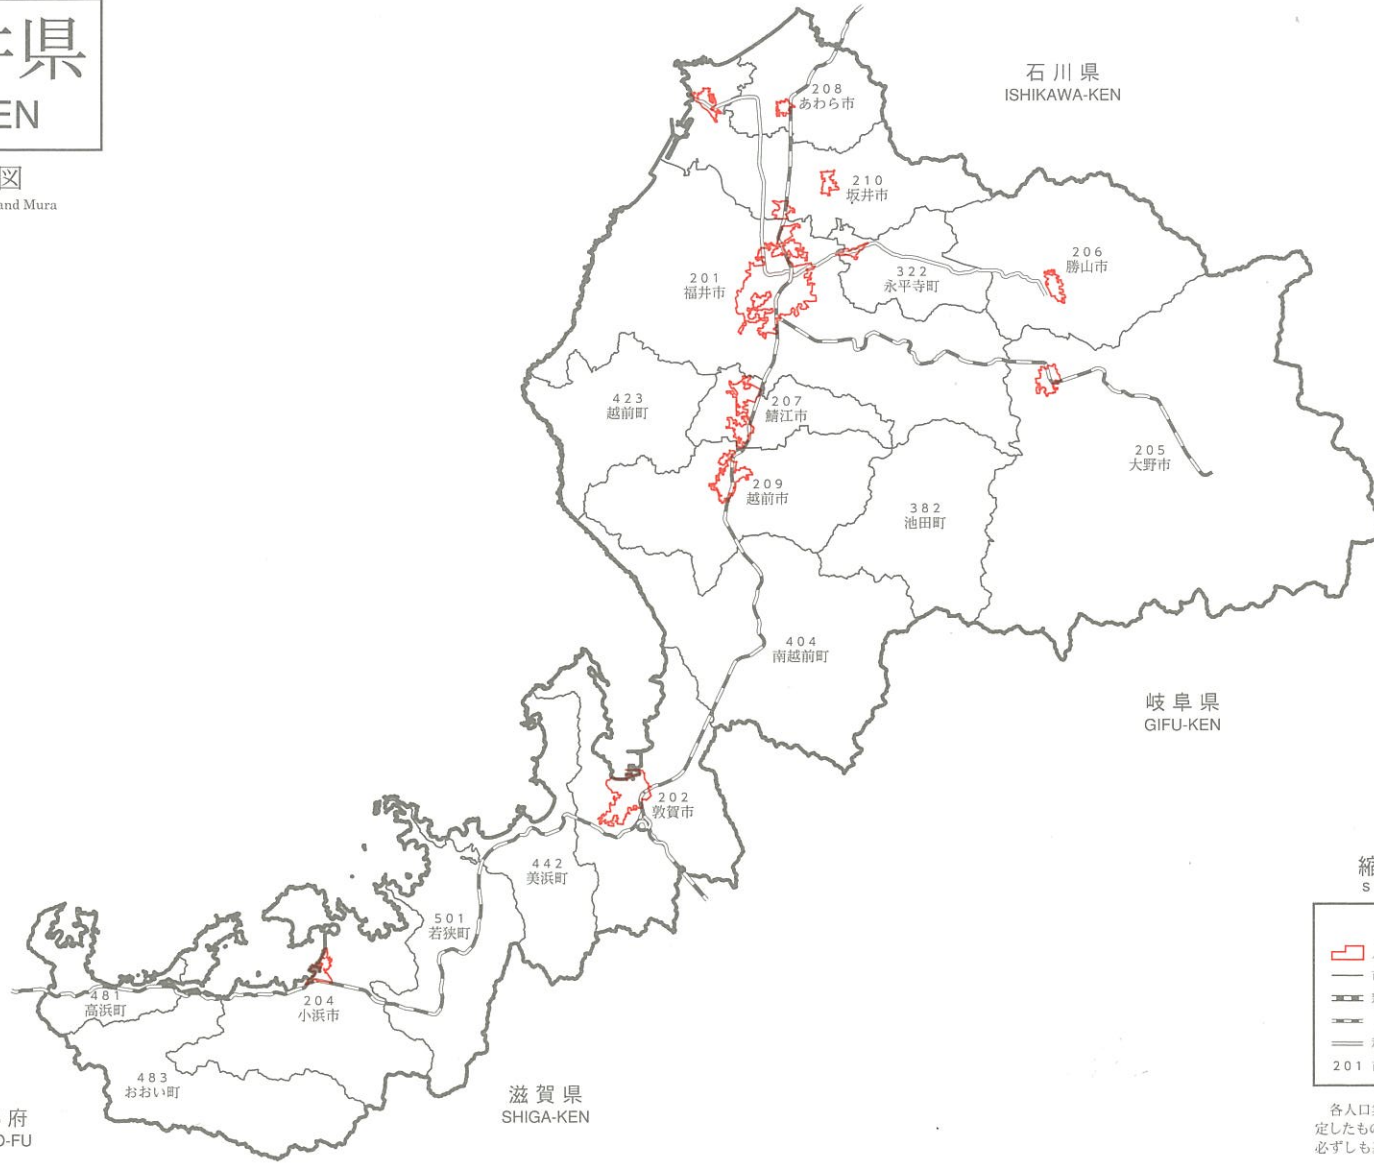 井県
EN
図
and Mura
石川県
ISHIKAWA-KEN
208
あわら市
210
坂井市
206
勝山市
201
福井市
322
永平寺町
423
越前町
207
鯖江市
205
大野市
209
越前市
382
池田町
404
南越前町
岐阜県
GIFU-KEN
202
敦賀市
442
美浜町
501
若狭町
481
高浜町
204
小浜市
483
おおい町
滋賀県
SHIGA-KEN
府
O-FU
縮
S
201
各人口集
定したもの
必ずしも